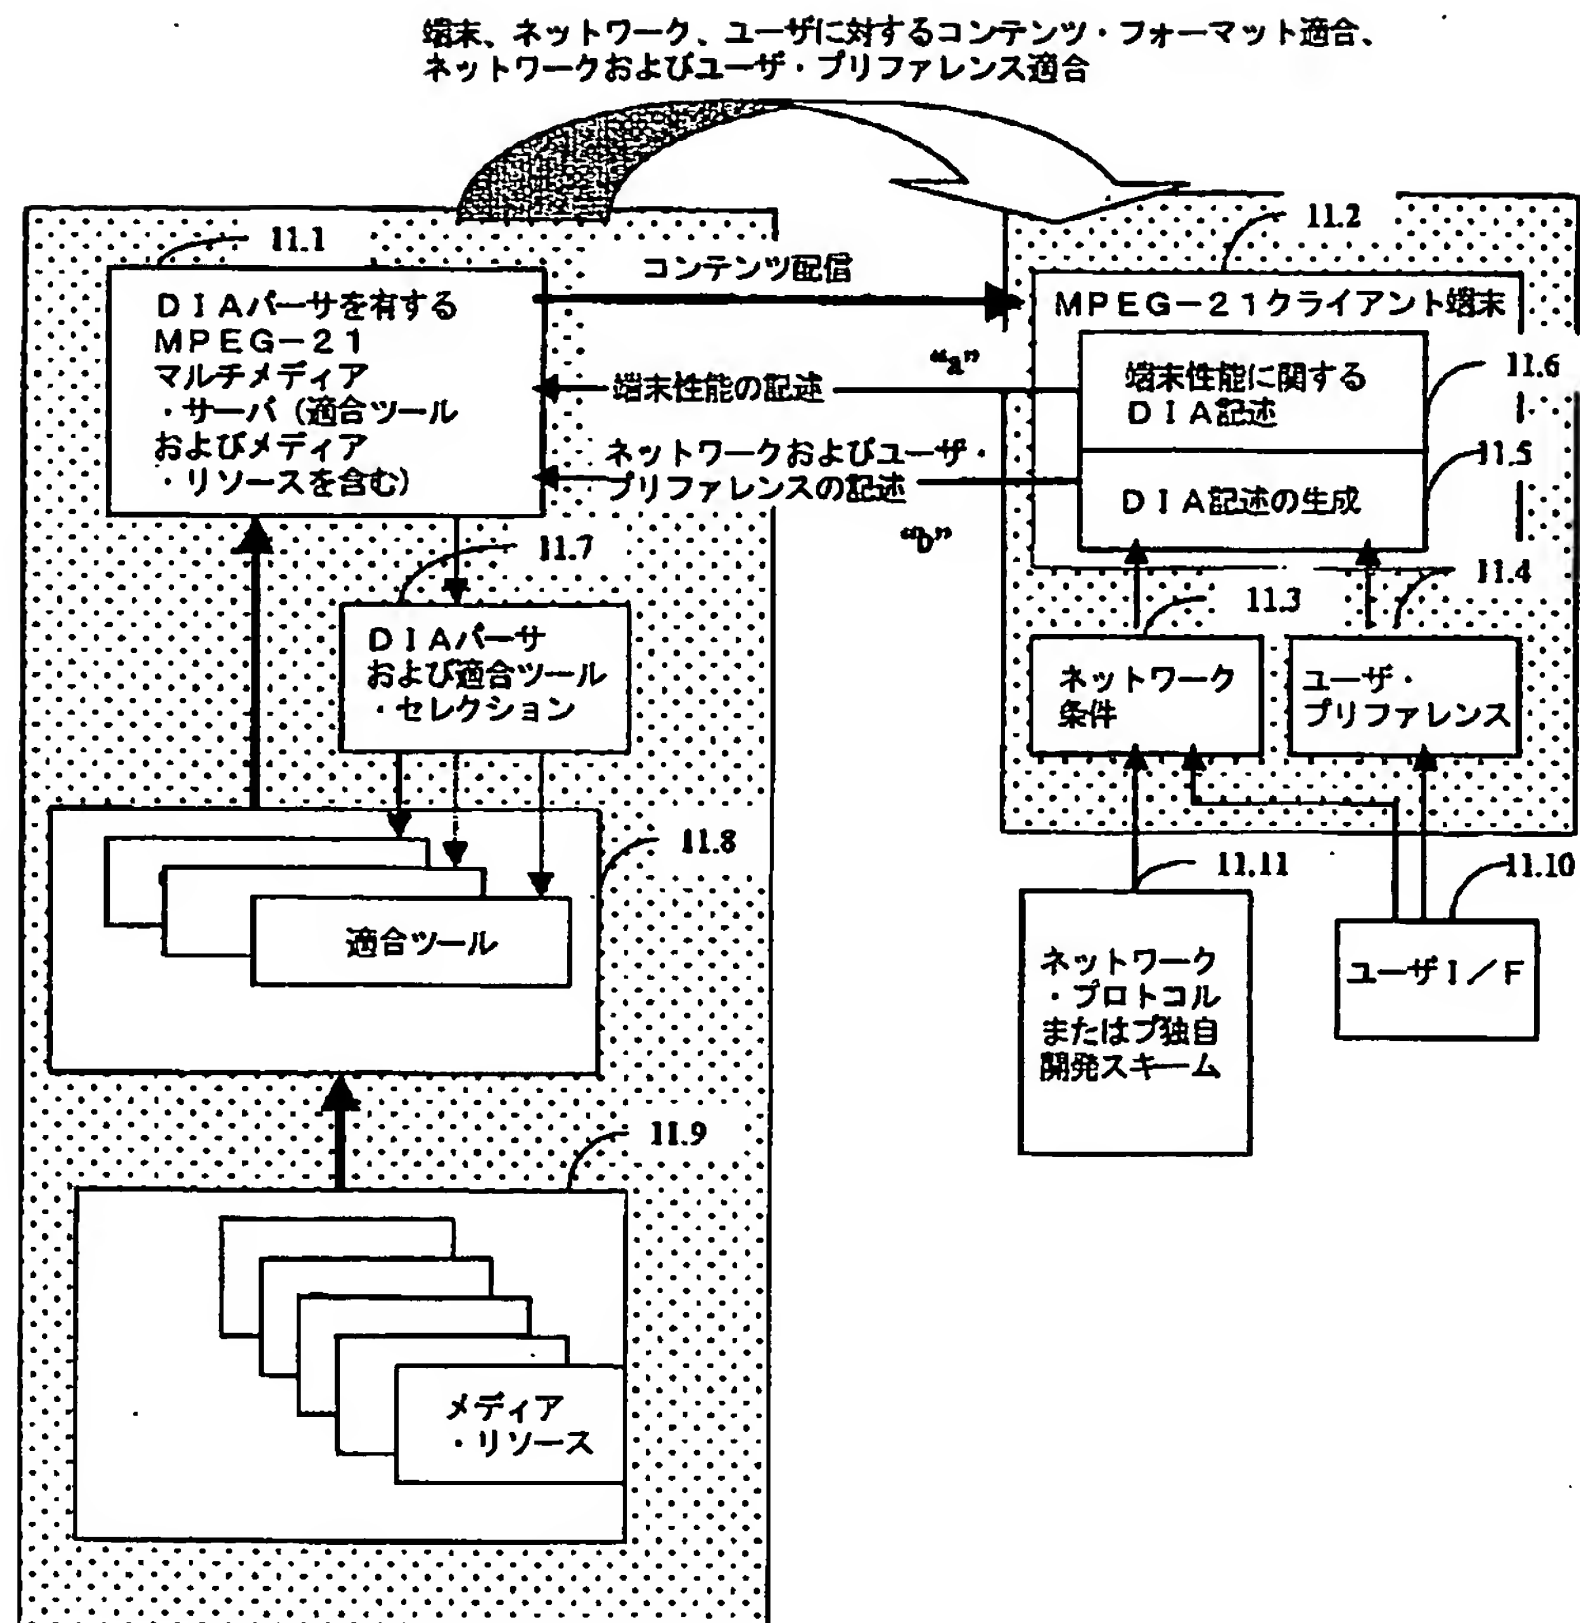 端末、ネットワーク、ユーザに対するコンテンツ・フォーマット適合、
ネットワークおよびユーザ・プリファレンス適合
11.1
ＤＩＡパーサを有する
ＭＰＥＧ－２１
マルチメディア
・サーバ（適合ツール
およびメディア
・リソースを含む）
コンテンツ配信
“a”
端末性能の記述
ネットワークおよびユーザ・
プリファレンスの記述
“b”
11.2
ＭＰＥＧ－２１クライアント端末
端末性能に関する
ＤＩＡ記述
11.6
11.5
ＤＩＡ記述の生成
11.7
ＤＩＡパーサ
および適合ツール
・セレクション
11.3
11.4
ネットワーク
条件
ユーザ・
プリファレンス
11.8
適合ツール
11.11
11.10
ネットワーク
・プロトコル
またはプ独自
開発スキーム
ユーザＩ／Ｆ
11.9
メディア
・リソース